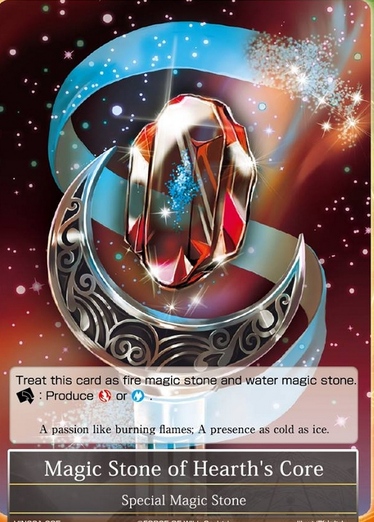 Treat this card as fire magic stone and water magic stone.
: Produce or .
A passion like burning flames; A presence as cold as ice.
Magic Stone of Hearth's Core
Special Magic Stone